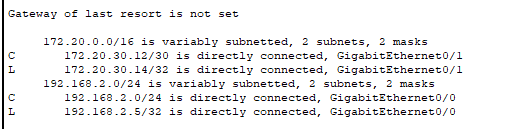 Gateway of last resort is not set
172.20.0.0/16 is variably subnetted, 2 subnets, 2 masks
C 172.20.30.12/30 is directly connected, GigabitEthernet0/1
L 172.20.30.14/32 is directly connected, GigabitEthernet0/1
192.168.2.0/24 is variably subnetted, 2 subnets, 2 masks
C 192.168.2.0/24 is directly connected, GigabitEthernet0/0
L 192.168.2.5/32 is directly connected, GigabitEthernet0/0